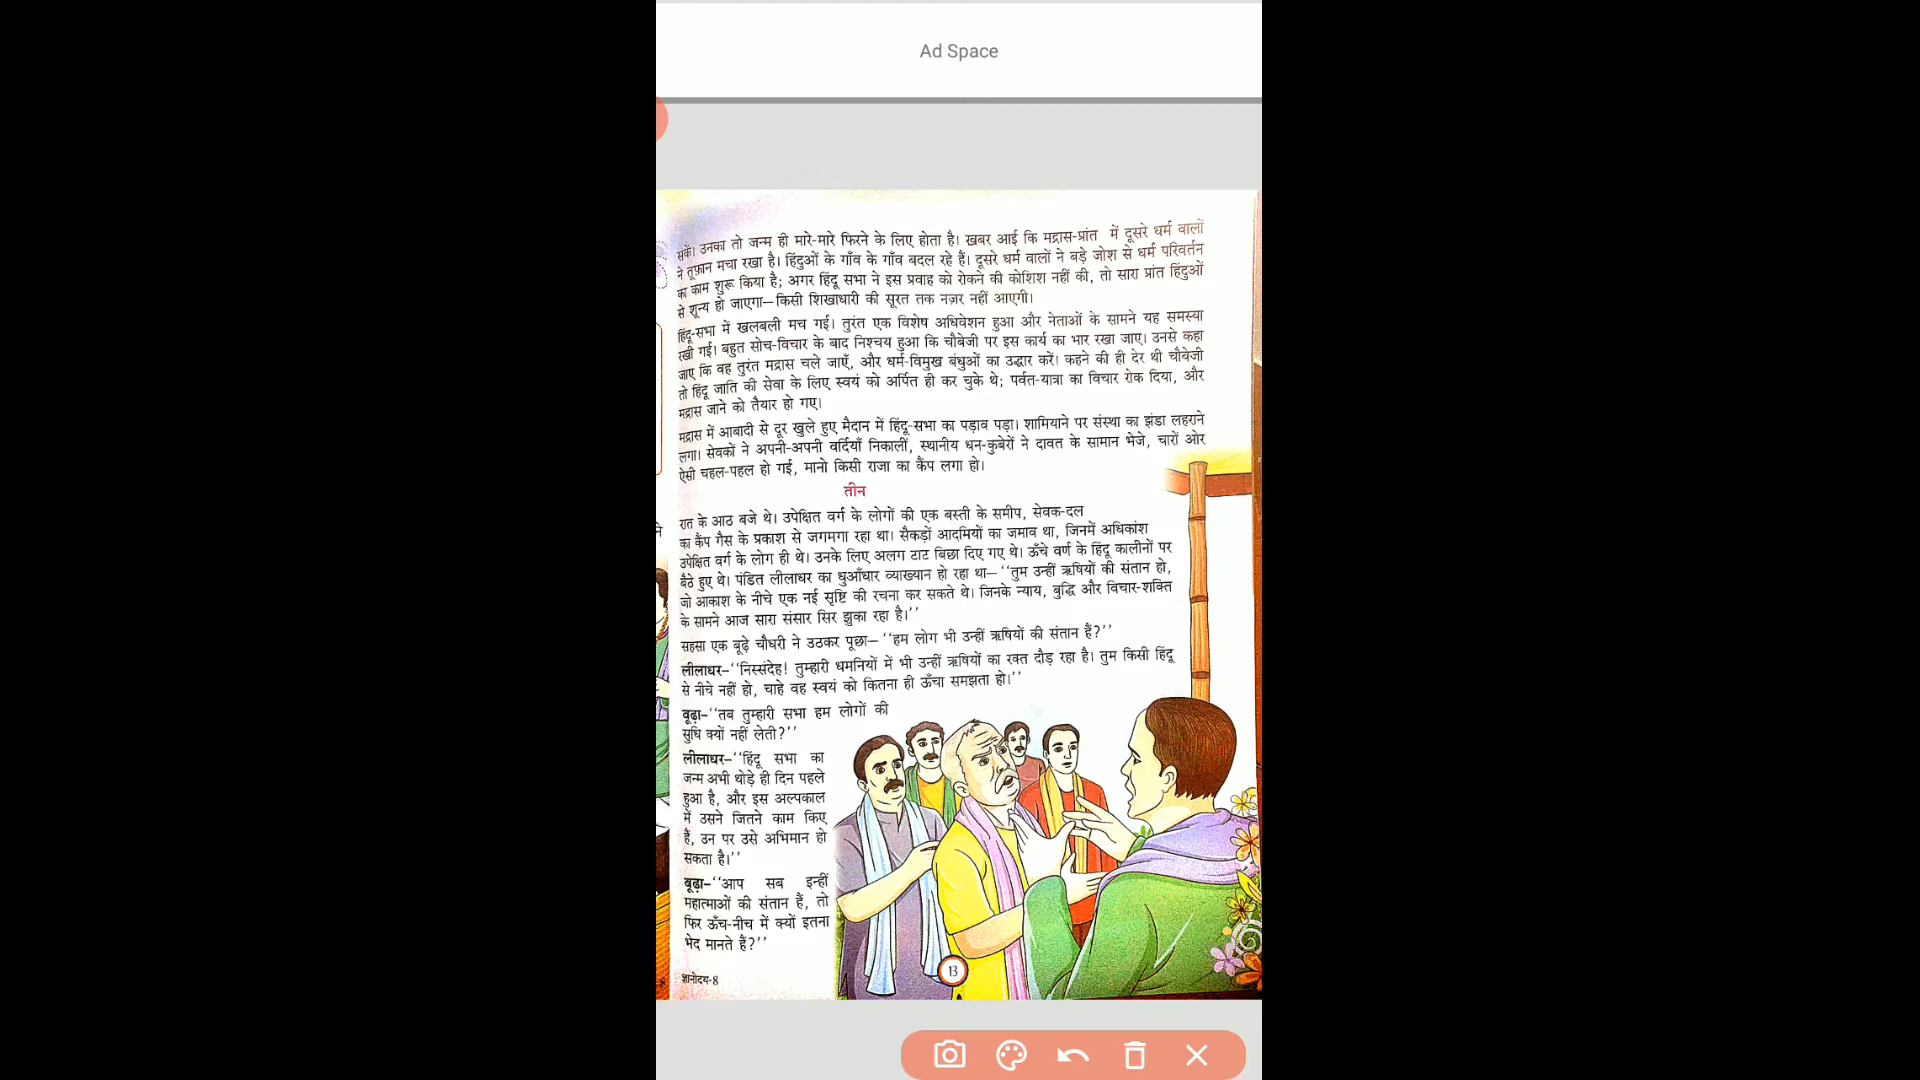 Ad Space
सकें। उनका तो जन्म ही मारे-मारे फिरने के लिए होता है। ख़बर आई कि मद्रास-प्रांत में दूसरे धर्म वालों
ने तूफ़ान मचा रखा है। हिंदुओं के गाँव के गाँव बदल रहे हैं। दूसरे धर्म वालों ने बड़े जोश से धर्म परिवर्तन
का काम शुरू किया है; अगर हिंदू सभा ने इस प्रवाह को रोकने की कोशिश नहीं की, तो सारा प्रांत हिंदुओं
से शून्य हो जाएगा—किसी शिखाधारी की सूरत तक नज़र नहीं आएगी।
हिंदू-सभा में खलबली मच गई। तुरंत एक विशेष अधिवेशन हुआ और नेताओं के सामने यह समस्या
रखी गई। बहुत सोच-विचार के बाद निश्चय हुआ कि चौबेजी पर इस कार्य का भार रखा जाए। उनसे कहा
जाए कि वह तुरंत मद्रास चले जाएँ, और धर्म-विमुख बंधुओं का उद्धार करें। कहने की ही देर थी चौबेजी
तो हिंदू जाति की सेवा के लिए स्वयं को अर्पित ही कर चुके थे; पर्वत-यात्रा का विचार रोक दिया, और
मद्रास जाने को तैयार हो गए।
मद्रास में आबादी से दूर खुले हुए मैदान में हिंदू-सभा का पड़ाव पड़ा। शामियाने पर संस्था का झंडा लहराने
लगा। सेवकों ने अपनी-अपनी वर्दियाँ निकालीं, स्थानीय धन-कुबेरों ने दावत के सामान भेजे, चारों ओर
ऐसी चहल-पहल हो गई, मानो किसी राजा का कैंप लगा हो।
तीन
रात के आठ बजे थे। उपेक्षित वर्ग के लोगों की एक बस्ती के समीप, सेवक-दल
का कैंप गैस के प्रकाश से जगमगा रहा था। सैकड़ों आदमियों का जमाव था, जिनमें अधिकांश
उपेक्षित वर्ग के लोग ही थे। उनके लिए अलग टाट बिछा दिए गए थे। ऊँचे वर्ण के हिंदू कालीनों पर
बैठे हुए थे। पंडित लीलाधर का धुआँधार व्याख्यान हो रहा था—‘‘तुम उन्हीं ऋषियों की संतान हो,
जो आकाश के नीचे एक नई सृष्टि की रचना कर सकते थे। जिनके न्याय, बुद्धि और विचार-शक्ति
के सामने आज सारा संसार सिर झुका रहा है।’’
सहसा एक बूढ़े चौधरी ने उठकर पूछा—‘‘हम लोग भी उन्हीं ऋषियों की संतान हैं?’’
लीलाधर–‘‘निस्संदेह! तुम्हारी धमनियों में भी उन्हीं ऋषियों का रक्त दौड़ रहा है। तुम किसी हिंदू
से नीचे नहीं हो, चाहे वह स्वयं को कितना ही ऊँचा समझता हो।’’
बूढ़ा–‘‘तब तुम्हारी सभा हम लोगों की
सुधि क्यों नहीं लेती?’’
लीलाधर–‘‘हिंदू सभा का
जन्म अभी थोड़े ही दिन पहले
हुआ है, और इस अल्पकाल
में उसने जितने काम किए
हैं, उन पर उसे अभिमान हो
सकता है।’’
बूढ़ा–‘‘आप सब इन्हीं
महात्माओं की संतान हैं, तो
फिर ऊँच-नीच में क्यों इतना
भेद मानते हैं?’’
13
ज्ञानोदय-8